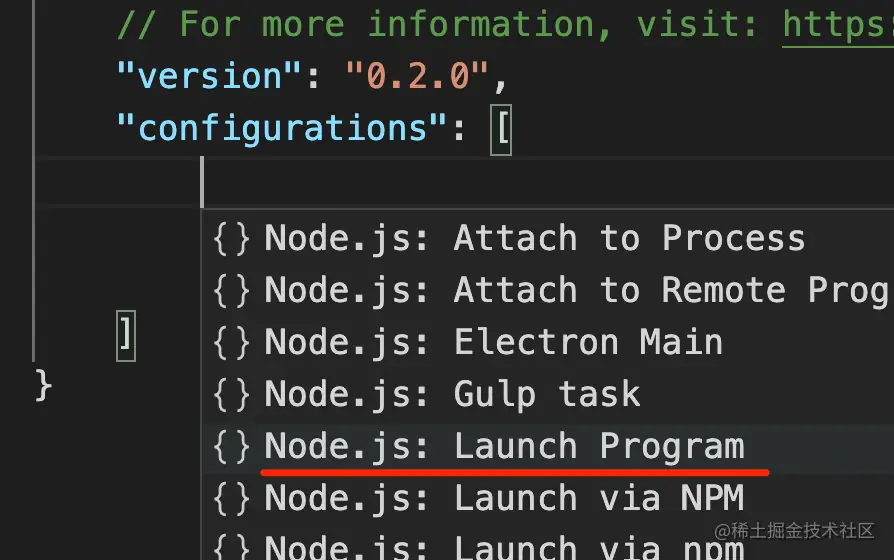 // For more information, visit: https:
"version": "0.2.0",
"configurations": [
{} Node.js: Attach to Process
{} Node.js: Attach to Remote Prog
{} Node.js: Electron Main
]
{} Node.js: Gulp task
}
{} Node.js: Launch Program
{} Node.js: Launch via NPM
{} Node.js: Launch via npm
@稀土掘金技术社区